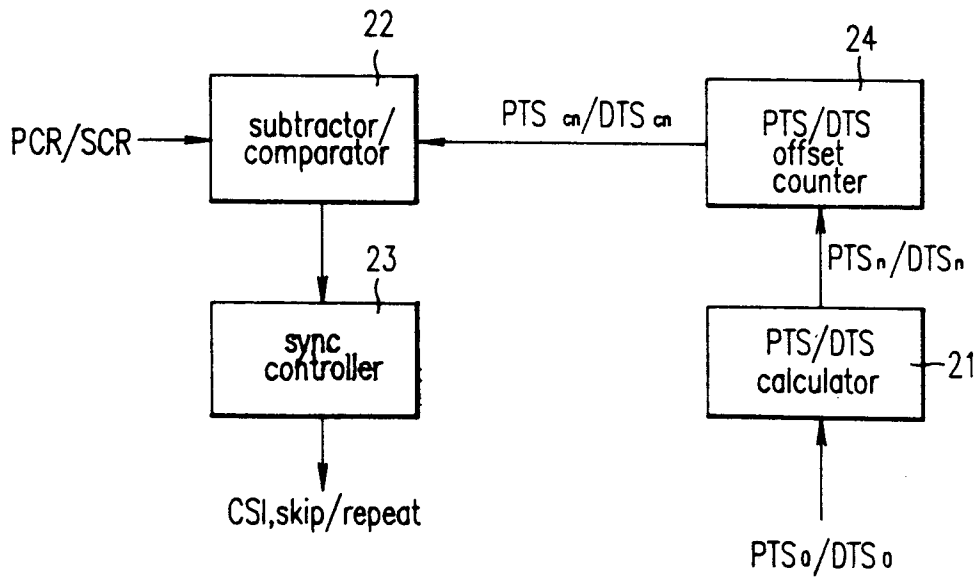 22
24
PCR/SCR
subtractor/
comparator
PTS cn/DTS cn
PTS/DTS
offset
counter
23
PTSn/DTSn
sync
controller
PTS/DTS
calculator
21
CSI,skip/repeat
PTS0/DTS0